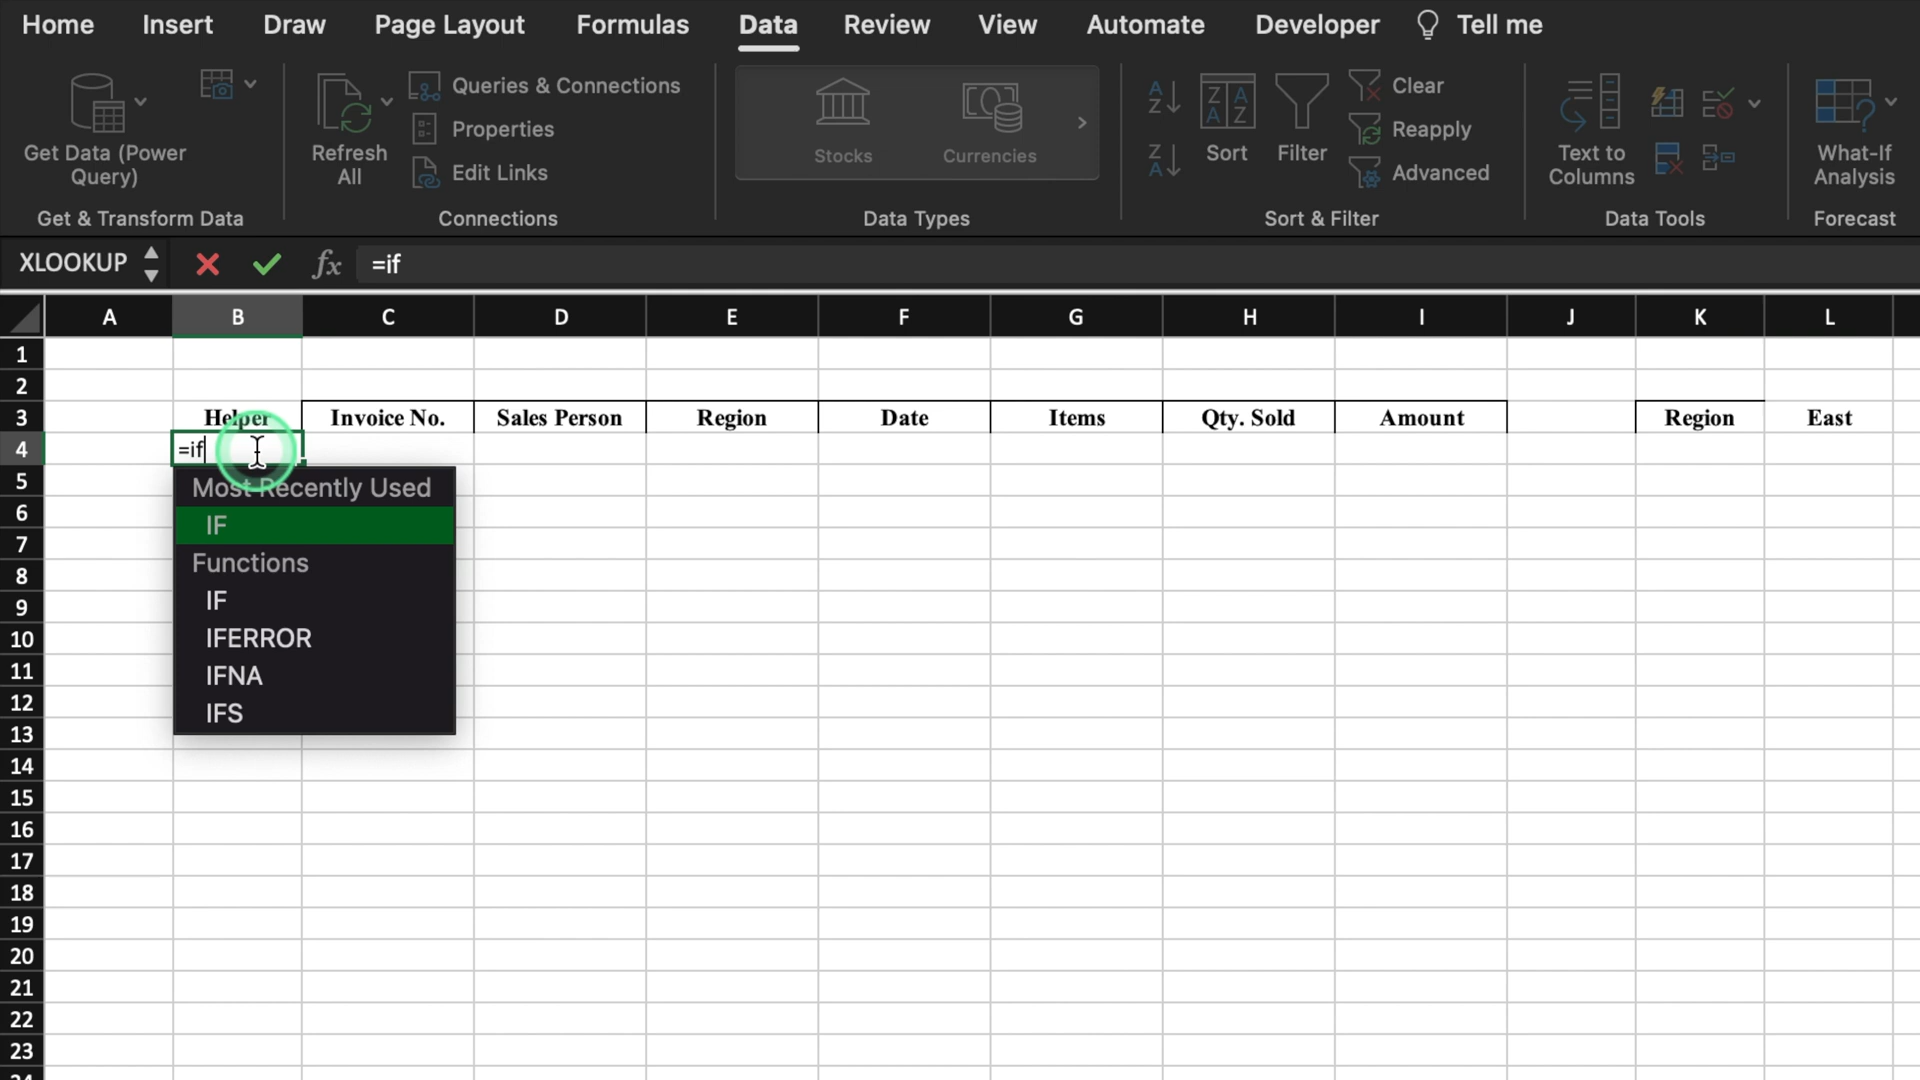 Home Insert Draw Page Layout Formulas Data Review View Automate Developer Tell me
Get Data (Power Query)
Get & Transform Data
Refresh All
Queries & Connections
Properties
Edit Links
Connections
Stocks
Currencies
Data Types
A Z
Z A
Z A A Z
Sort
Filter
Clear
Reapply
Advanced
Sort & Filter
Text to Columns
Data Tools
What-If Analysis
Forecast
XLOOKUP fx =if
A B C D E F G H I J K L
1
2
3 Helper Invoice No. Sales Person Region Date Items Qty. Sold Amount Region East
4 =if
5 Most Recently Used
6 IF
7 Functions
8 IF
9
10 IFERROR
11 IFNA
12 IFS
13
14
15
16
17
18
19
20
21
22
23